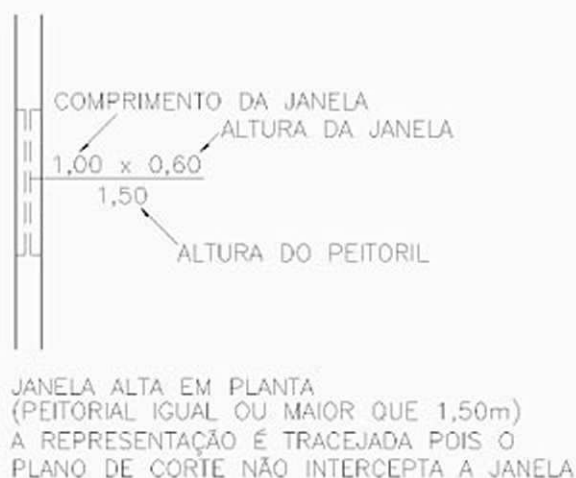 COMPRIMENTO DA JANELA
ALTURA DA JANELA
1,00 x 0,60
1,50
ALTURA DO PEITORIL
JANELA ALTA EM PLANTA
(PEITORIAL IGUAL OU MAIOR QUE 1,50m)
A REPRESENTAÇÃO É TRACEJADA POIS O
PLANO DE CORTE NÃO INTERCEPTA A JANELA